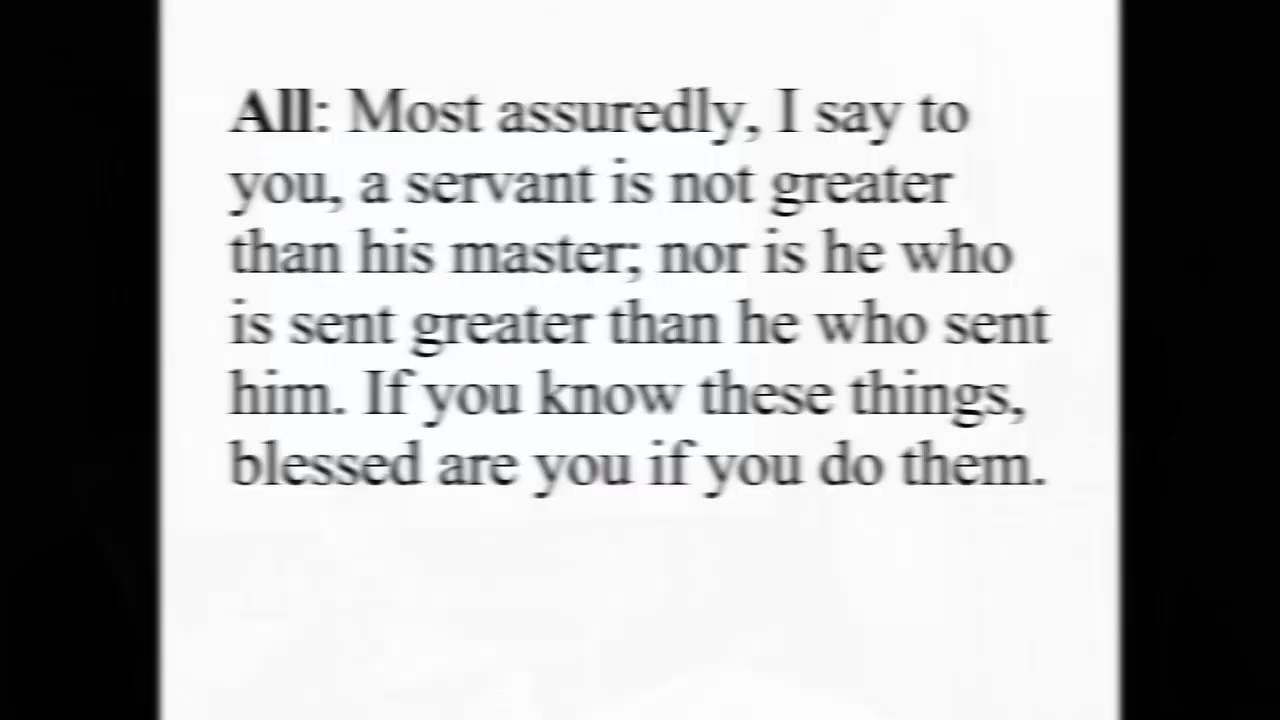 All: Most assuredly, I say to
you, a servant is not greater
than his master; nor is he who
is sent greater than he who sent
him. If you know these things,
blessed are you if you do them.